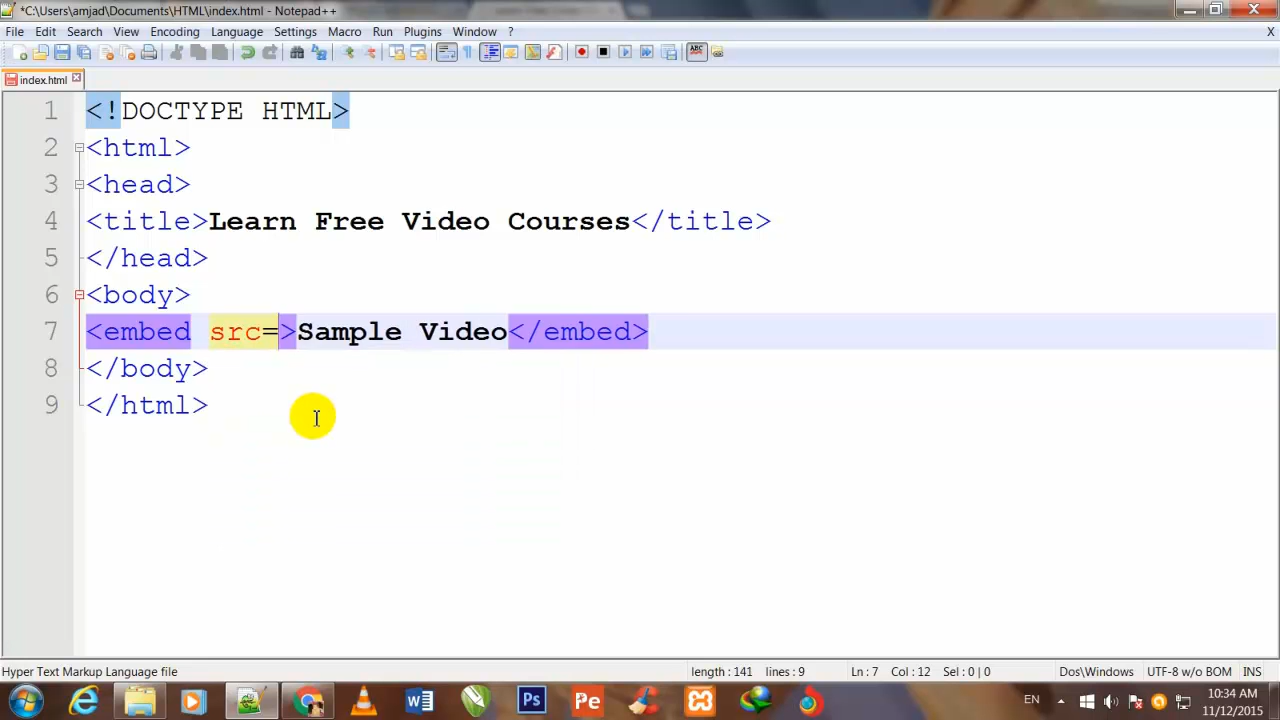 *C:\Users\amjad\Documents\HTML\index.html - Notepad++
File Edit Search View Encoding Language Settings Macro Run Plugins Window ? X
ABC
index.html
1 <!DOCTYPE HTML>
2 <html>
3 <head>
4 <title>Learn Free Video Courses</title>
5 </head>
6 <body>
7 <embed src=>Sample Video</embed>
8 </body>
9 </html>
Hyper Text Markup Language file length : 141 lines : 9 Ln : 7 Col : 12 Sel : 0 | 0 Dos\Windows UTF-8 w/o BOM INS
Ps Pe EN 10:34 AM
11/12/2015